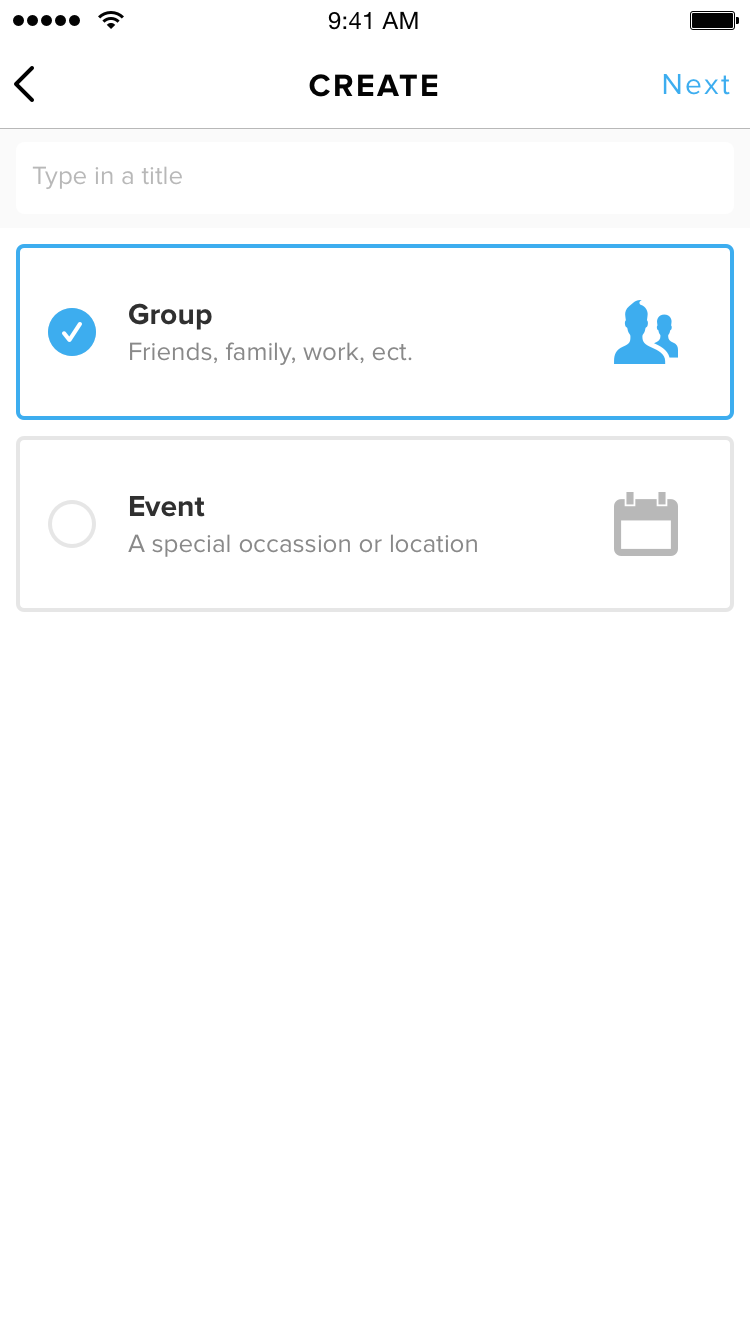 9:41 AM
CREATE
Next
Type in a title
Group
Friends, family, work, ect.
Event
A special occassion or location